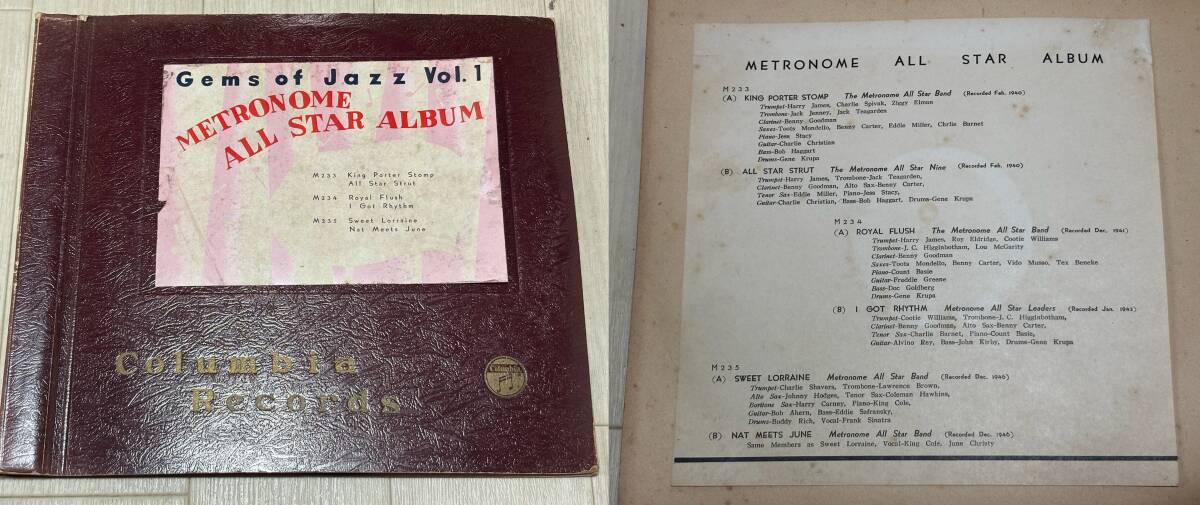 Gems of Jazz Vol.1
METRONOME
ALL STAR ALBUM
M233 King Porter Stomp
All Star Strut
M234 Royal Flush
I Got Rhythm
M235 Sweet Lorraine
Nat Meets June
Columbia
Records
Columbia
METRONOME ALL STAR ALBUM
M233
(A) KING PORTER STOMP The Metronome All Star Band (Recorded Feb. 1940)
Trumpet-Harry James, Charlie Spivak, Ziggy Elman
Trombone-Jack Jenney, Jack Teagarden
Clarinet-Benny Goodman
Saxes-Toots Mondello, Benny Carter, Eddie Miller, Chrlie Barnet
Piano-Jess Stacy
Guitar-Charlie Christian
Bass-Bob Haggart
Drums-Gene Krupa
(B) ALL STAR STRUT The Metronome All Star Nine (Recorded Feb. 1940)
Trumpet-Harry James, Trombone-Jack Teagarden,
Clarinet-Benny Goodman, Alto Sax-Benny Carter,
Tenor Sax-Eddie Miller, Piano-Jess Stacy,
Guitar-Charlie Christian, Bass-Bob Haggart, Drums-Gene Krupa
M234
(A) ROYAL FLUSH The Metronome All Star Band (Recorded Dec. 1941)
Trumpet-Harry James, Roy Eldridge, Cootie Williams
Trombone-J. C. Higginbotham, Lou McGarity
Clarinet-Benny Goodman
Saxes-Toots Mondello, Benny Carter, Vido Musso, Tex Beneke
Piano-Count Basie
Guitar-Freddie Greene
Bass-Doc Goldberg
Drums-Gene Krupa
(B) I GOT RHYTHM Metronome All Star Leaders (Recorded Jan. 1942)
Trumpet-Cootie Williams, Trombone-J. C. Higginbotham,
Clarinet-Benny Goodman, Alto Sax-Benny Carter,
Tenor Sax-Charlie Barnet, Piano-Count Basie,
Guitar-Alvino Rey, Bass-John Kirby, Drums-Gene Krupa
M235
(A) SWEET LORRAINE Metronome All Star Band (Recorded Dec. 1946)
Trumpet-Charlie Shavers, Trombone-Lawrence Brown,
Alto Sax-Johnny Hodges, Tenor Sax-Coleman Hawkins,
Baritone Sax-Harry Carney, Piano-King Cole,
Guitar-Bob Ahern, Bass-Eddie Safransky,
Drums-Buddy Rich, Vocal-Frank Sinatra
(B) NAT MEETS JUNE Metronome All Star Band (Recorded Dec. 1946)
Same Members as Sweet Lorraine, Vocal-King Cole, June Christy